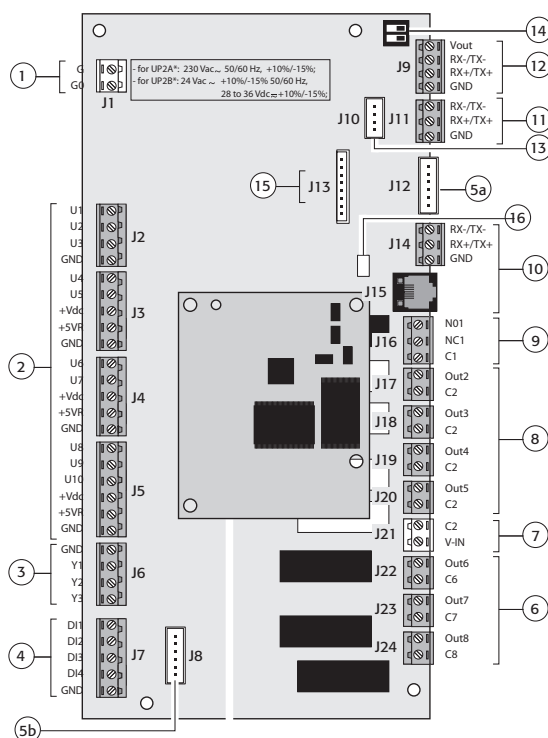 14
Vout
RX-/TX-
RX+/TX+
GND
J9
12
1
G
G0
J1
- for UP2A*: 230 Vac~ 50/60 Hz, +10%/-15%;
- for UP2B*: 24 Vac~ +10%/-15% 50/60 Hz,
28 to 36 Vdc⎓+10%/-15%;
J10
J11
RX-/TX-
RX+/TX+
GND
11
13
15
J13
J12
5a
16
2
U1
U2
U3
GND
J2
U4
U5
+Vdc
+5VR
GND
J3
U6
U7
+Vdc
+5VR
GND
J4
U8
U9
U10
+Vdc
+5VR
GND
J5
J14
RX-/TX-
RX+/TX+
GND
J15
10
J16
NO1
NC1
C1
9
J17
Out2
C2
J18
Out3
C2
J19
Out4
C2
J20
Out5
C2
8
J21
C2
V-IN
7
3
GND
Y1
Y2
Y3
J6
J22
Out6
C6
J23
Out7
C7
J24
Out8
C8
6
4
DI1
DI2
DI3
DI4
GND
J7
J8
5b